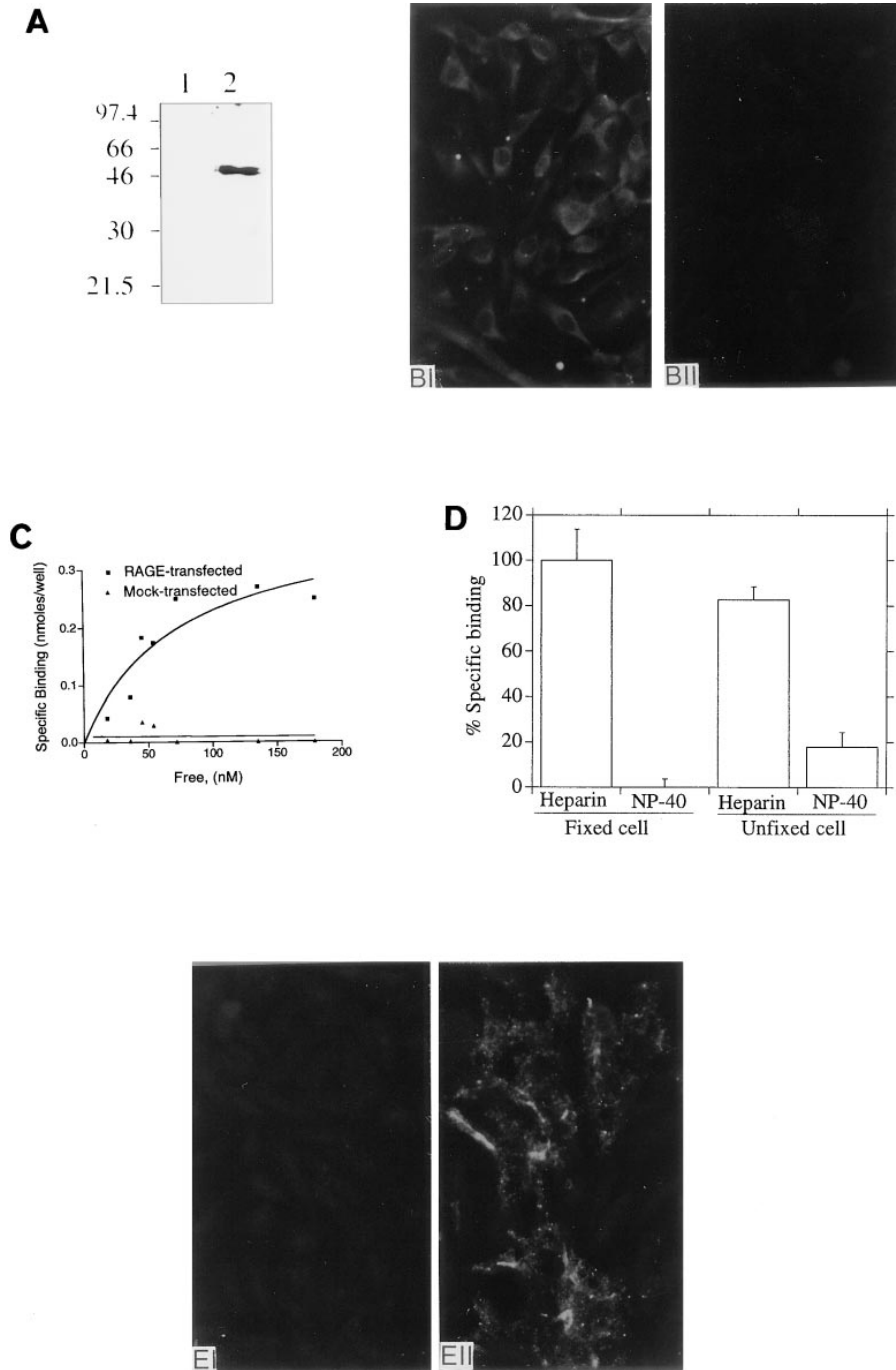 A
1 2
97.4
66
46
30
21.5
BI
BII
C
RAGE-transfected
Mock-transfected
Specific Binding (nmoles/well)
0.3
0.2
0.1
0.0
0 50 100 150 200
Free, (nM)
D
% Specific binding
120
100
80
60
40
20
0
Heparin NP-40 Heparin NP-40
Fixed cell Unfixed cell
EI
EII